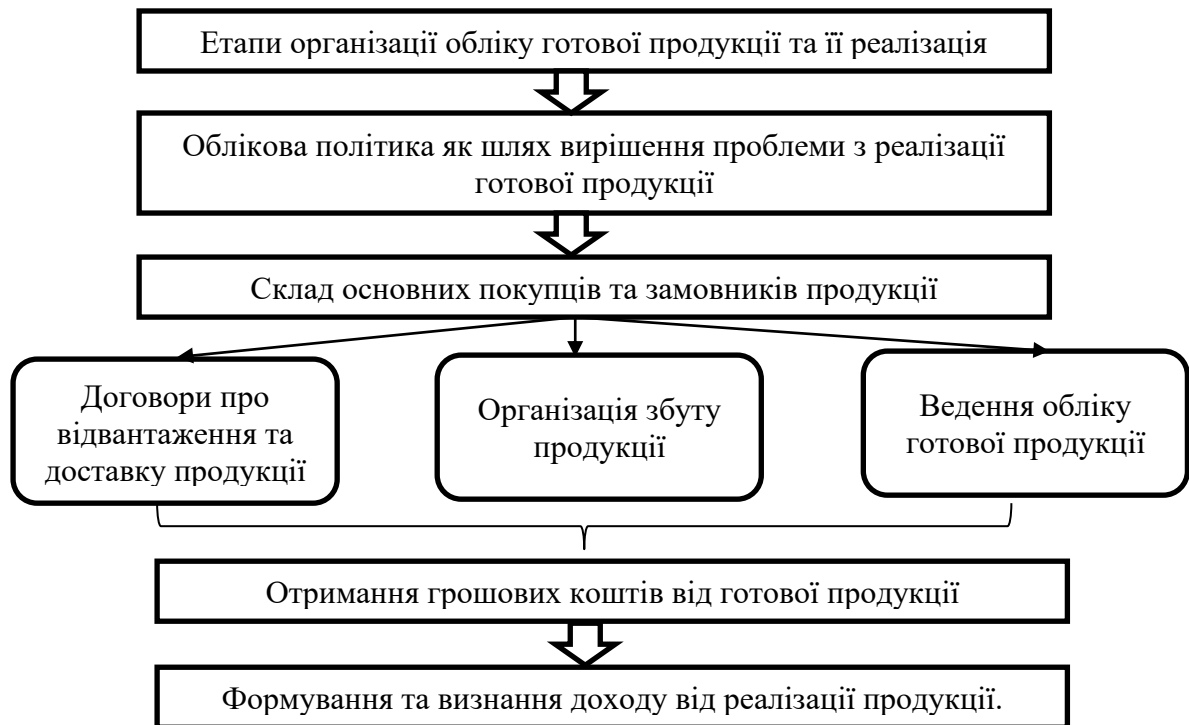 Етапи організації обліку готової продукції та її реалізація
Облікова політика як шлях вирішення проблеми з реалізації
готової продукції
Склад основних покупців та замовників продукції
Договори про
відвантаження та
доставку продукції
Організація збуту
продукції
Ведення обліку
готової продукції
Отримання грошових коштів від готової продукції
Формування та визнання доходу від реалізації продукції.